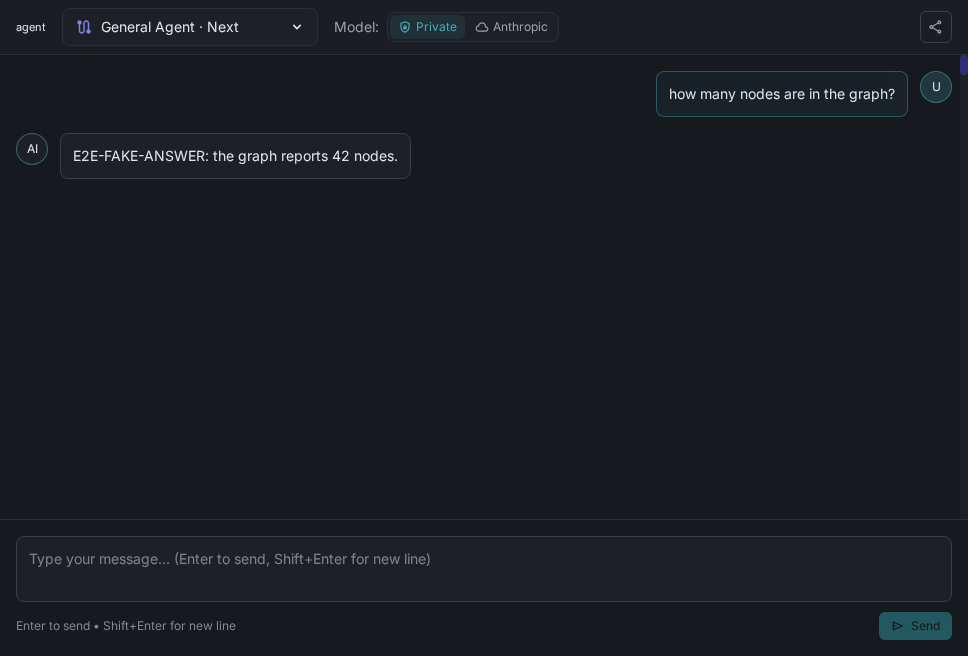 agent General Agent · Next Model: Private Anthropic
how many nodes are in the graph? U
AI E2E-FAKE-ANSWER: the graph reports 42 nodes.
Type your message... (Enter to send, Shift+Enter for new line)
Enter to send • Shift+Enter for new line Send